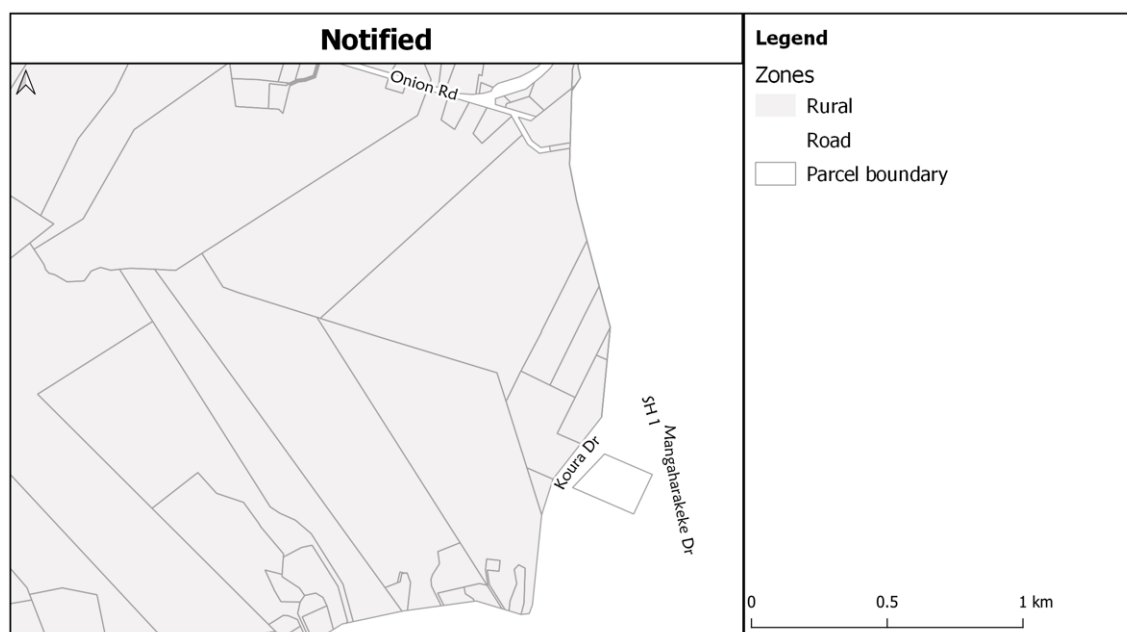 Notified
Onion Rd
SH 1
Koura Dr
Mangaharakeke Dr
Legend
Zones
Rural
Road
Parcel boundary
0 0.5 1 km